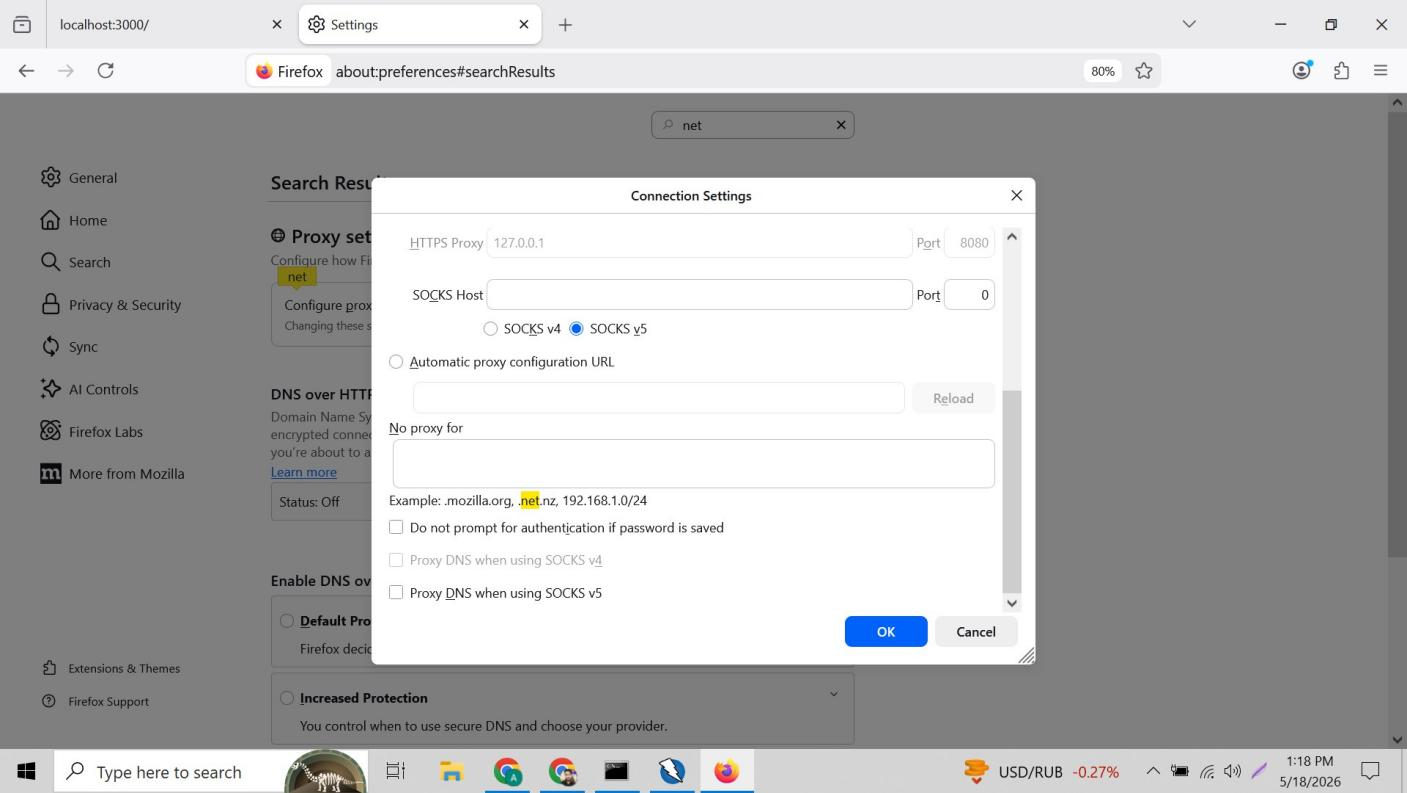 localhost:3000/
Settings
Firefox
about:preferences#searchResults
80%
net
General
Home
Search
Privacy & Security
Sync
AI Controls
Firefox Labs
More from Mozilla
Extensions & Themes
Firefox Support
Search Resu
Proxy set
Configure how Fi
net
Configure prox
Changing these s
DNS over HTT
Domain Name Sy
encrypted connec
you're about to a
Learn more
Status: Off
Enable DNS ov
Default Pro
Firefox decid
Increased Protection
You control when to use secure DNS and choose your provider.
Connection Settings
HTTPS Proxy 127.0.0.1 Port 8080
SOCKS Host Port 0
SOCKS v4 SOCKS v5
Automatic proxy configuration URL
Reload
No proxy for
Example: .mozilla.org, .net.nz, 192.168.1.0/24
Do not prompt for authentication if password is saved
Proxy DNS when using SOCKS v4
Proxy DNS when using SOCKS v5
OK Cancel
Type here to search
A
USD/RUB -0.27%
1:18 PM
5/18/2026